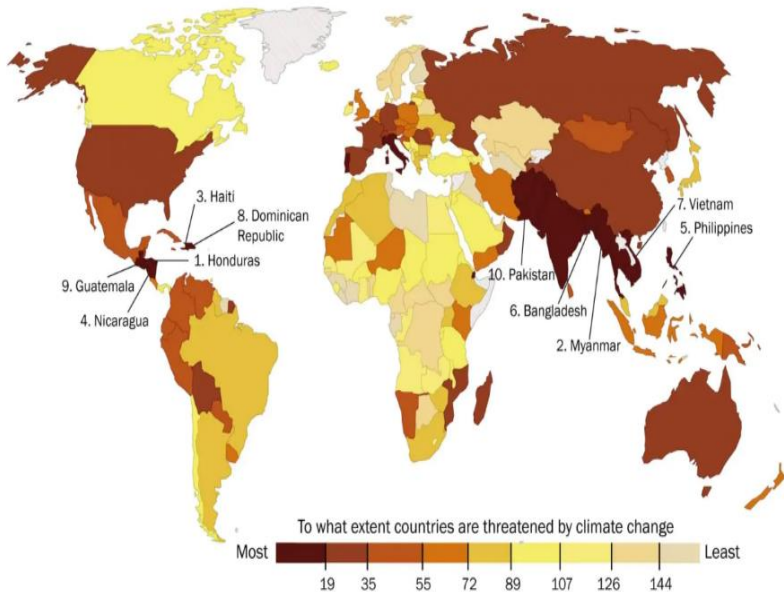 3. Haiti
8. Dominican
Republic
1. Honduras
9. Guatemala
4. Nicaragua
7. Vietnam
5. Philippines
10. Pakistan
6. Bangladesh
2. Myanmar
To what extent countries are threatened by climate change
Most Least
19 35 55 72 89 107 126 144